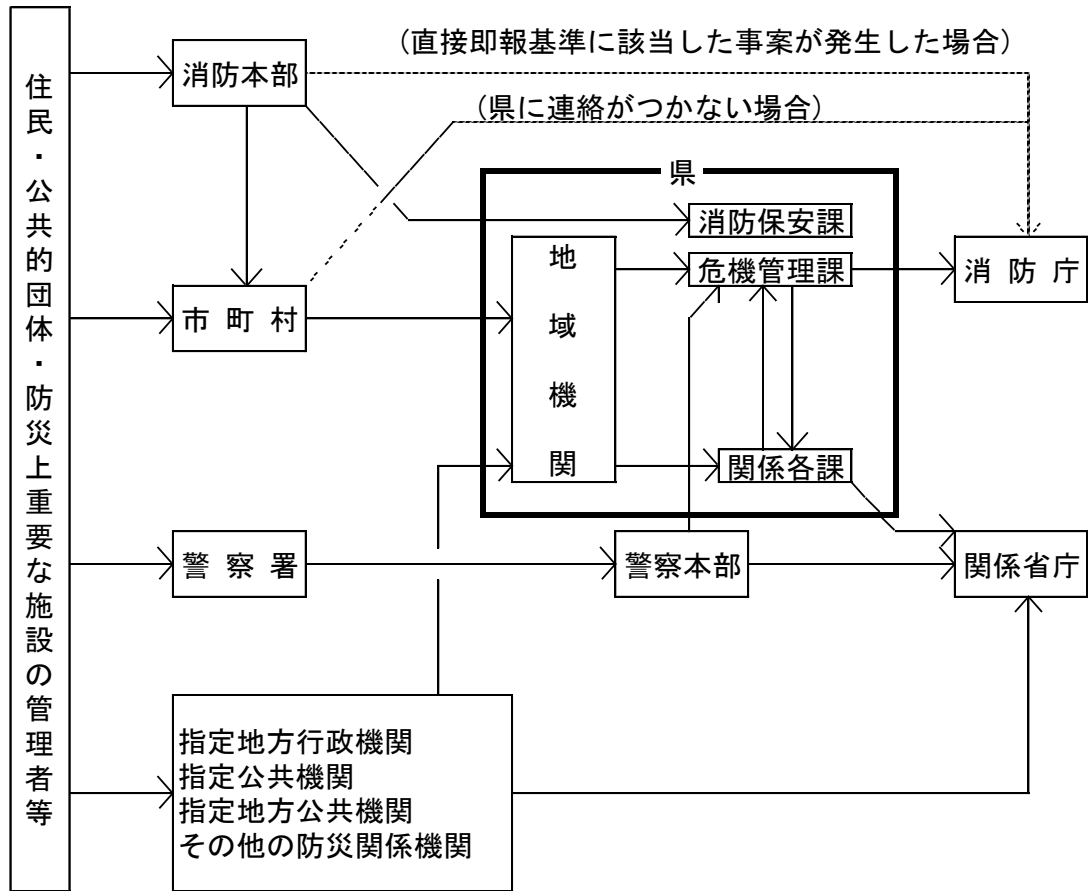 住民・公共的団体・防災上重要な施設の管理者等
(直接即報基準に該当した事案が発生した場合)
消防本部
(県に連絡がつかない場合)
県
消防保安課
地域機関
危機管理課
消防庁
市町村
関係各課
警察署
警察本部
関係省庁
指定地方行政機関
指定公共機関
指定地方公共機関
その他の防災関係機関